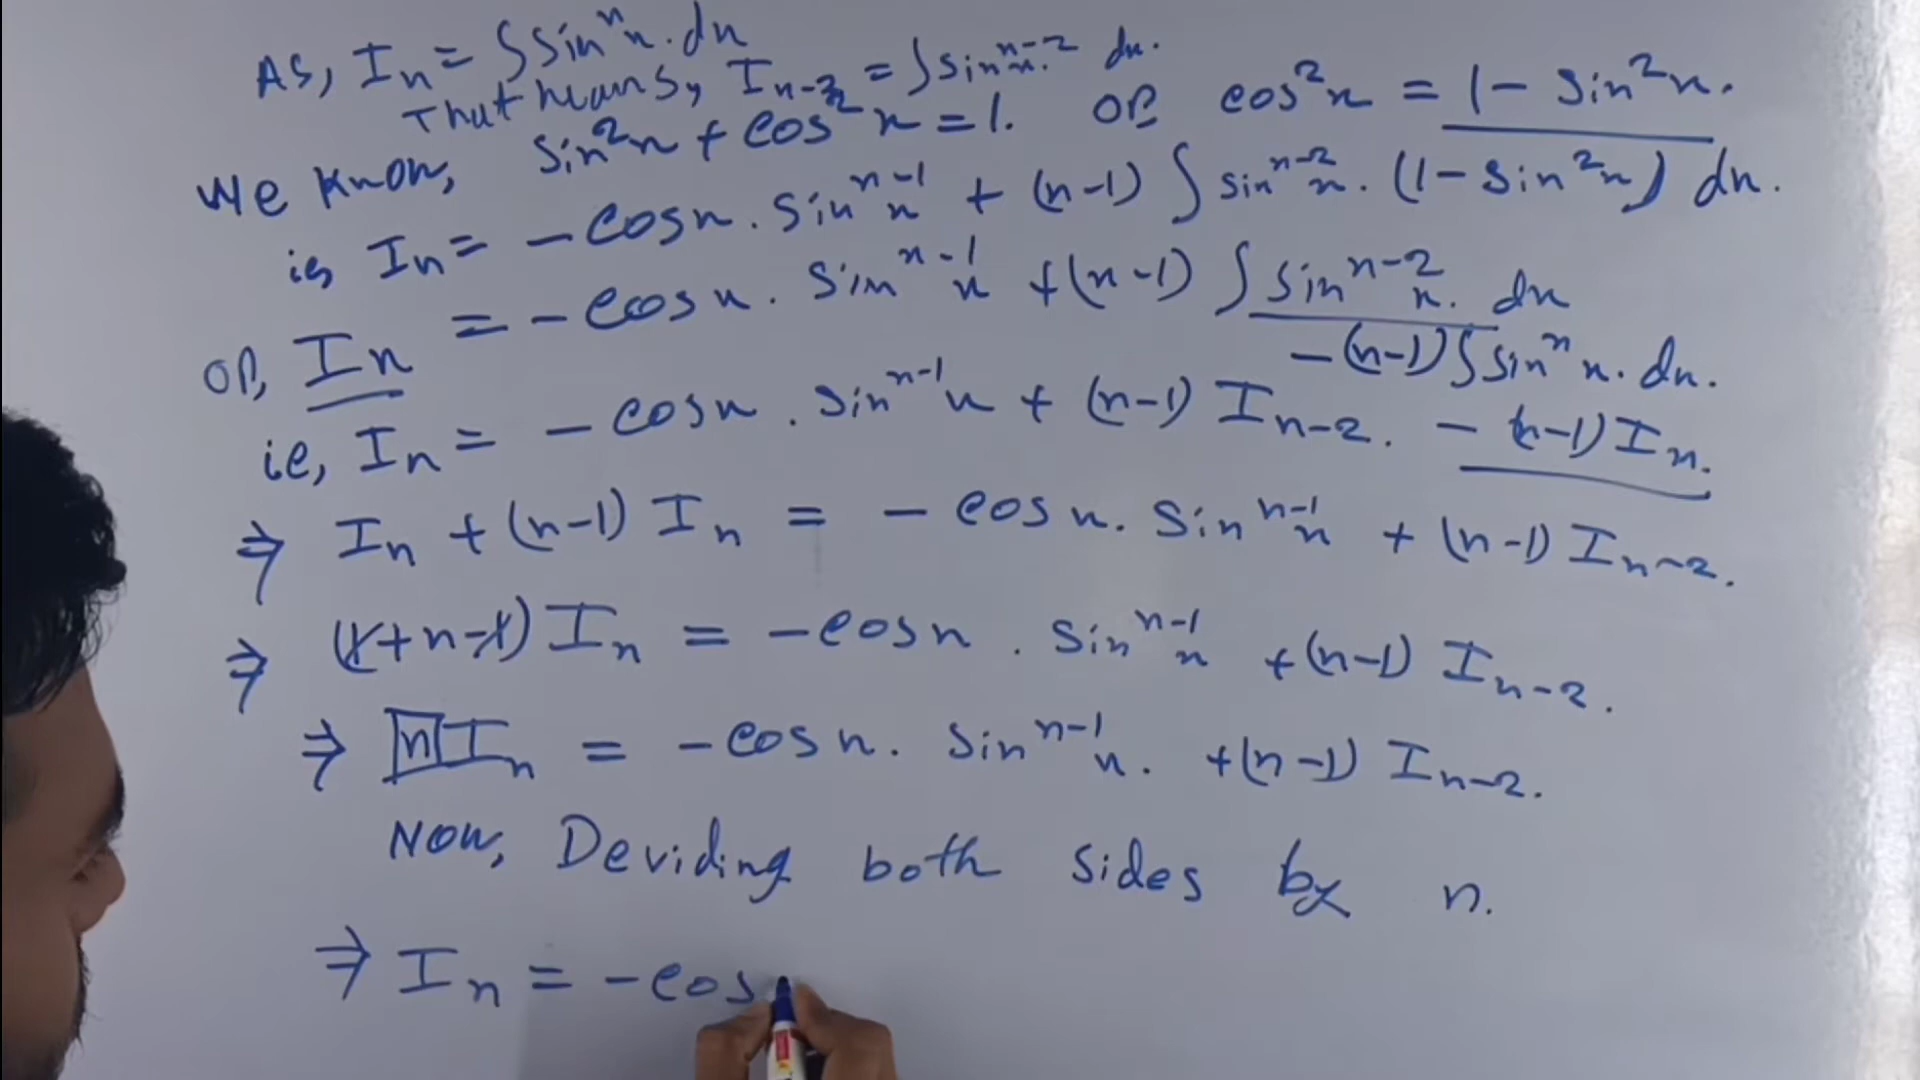 As, Iₙ = ∫ sinⁿx. dx
That means, Iₙ₋₂ = ∫ sinⁿ⁻²x. dx.
We know, sin²x + cos²x = 1. or cos²x = 1 - sin²x.
ie, Iₙ = - cosx. sinⁿ⁻¹x + (n-1) ∫ sinⁿ⁻²x. (1 - sin²x) dx.
or, Iₙ = - cosx. sinⁿ⁻¹x + (n-1) ∫ sinⁿ⁻²x. dx
- (n-1) ∫ sinⁿx. dx.
ie, Iₙ = - cosx. sinⁿ⁻¹x + (n-1) Iₙ₋₂. - (n-1) Iₙ.
⇒ Iₙ + (n-1) Iₙ = - cosx. sinⁿ⁻¹x + (n-1) Iₙ₋₂.
⇒ (1+n-1) Iₙ = - cosx. sinⁿ⁻¹x + (n-1) Iₙ₋₂.
⇒ n Iₙ = - cosx. sinⁿ⁻¹x. + (n-1) Iₙ₋₂.
Now, Deviding both sides by n.
⇒ Iₙ = - cos